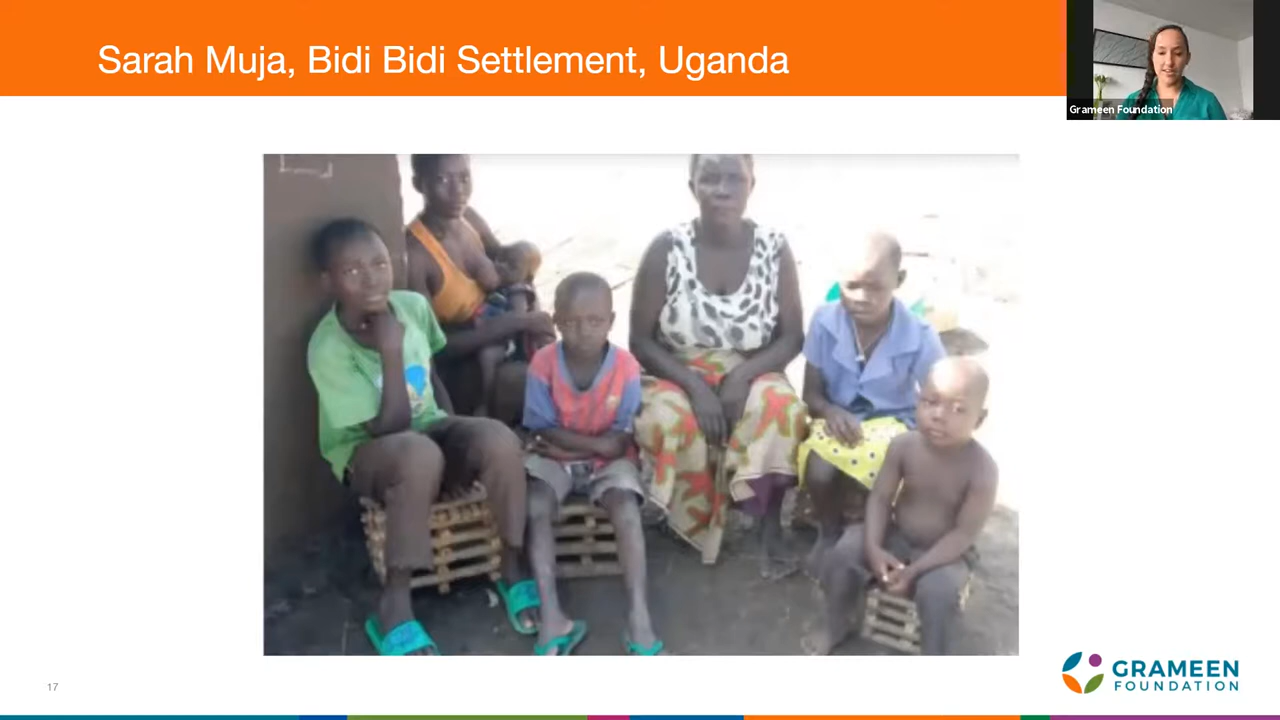 Sarah Muja, Bidi Bidi Settlement, Uganda
Grameen Foundation
17
GRAMEEN
FOUNDATION